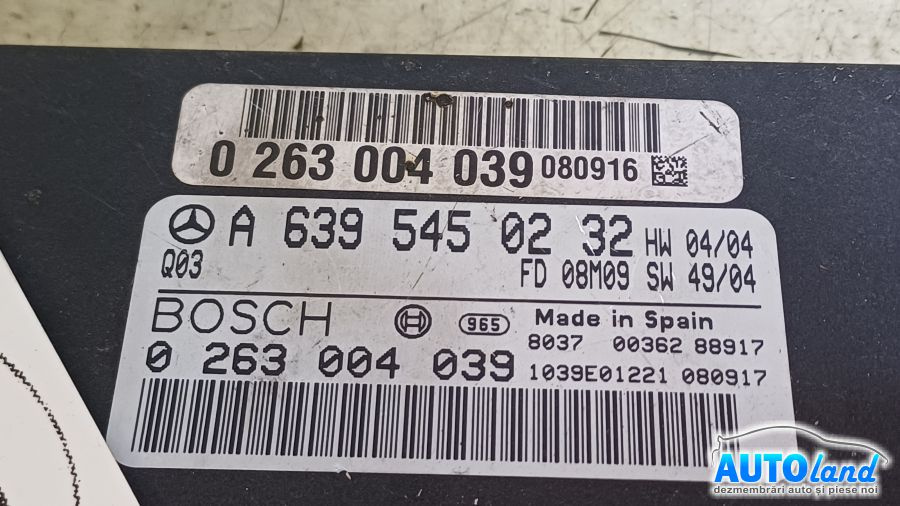 0 263 004 039 080916
A 639 545 02 32 HW 04/04
Q03 FD 08M09 SW 49/04
BOSCH 965 Made in Spain
8037 00362 88917
0 263 004 039 1039E01221 080917
AUTOland
dezmembrări auto și piese noi